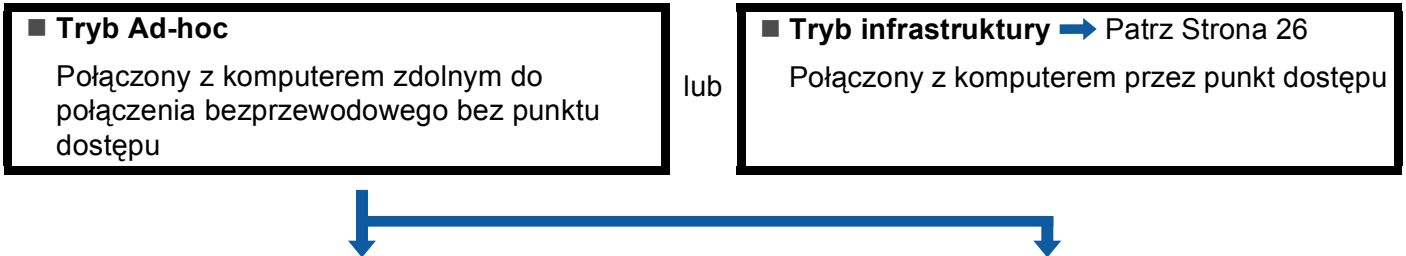 ■ Tryb Ad-hoc
Połączony z komputerem zdolnym do
połączenia bezprzewodowego bez punktu
dostępu
lub
■ Tryb infrastruktury ➡ Patrz Strona 26
Połączony z komputerem przez punkt dostępu